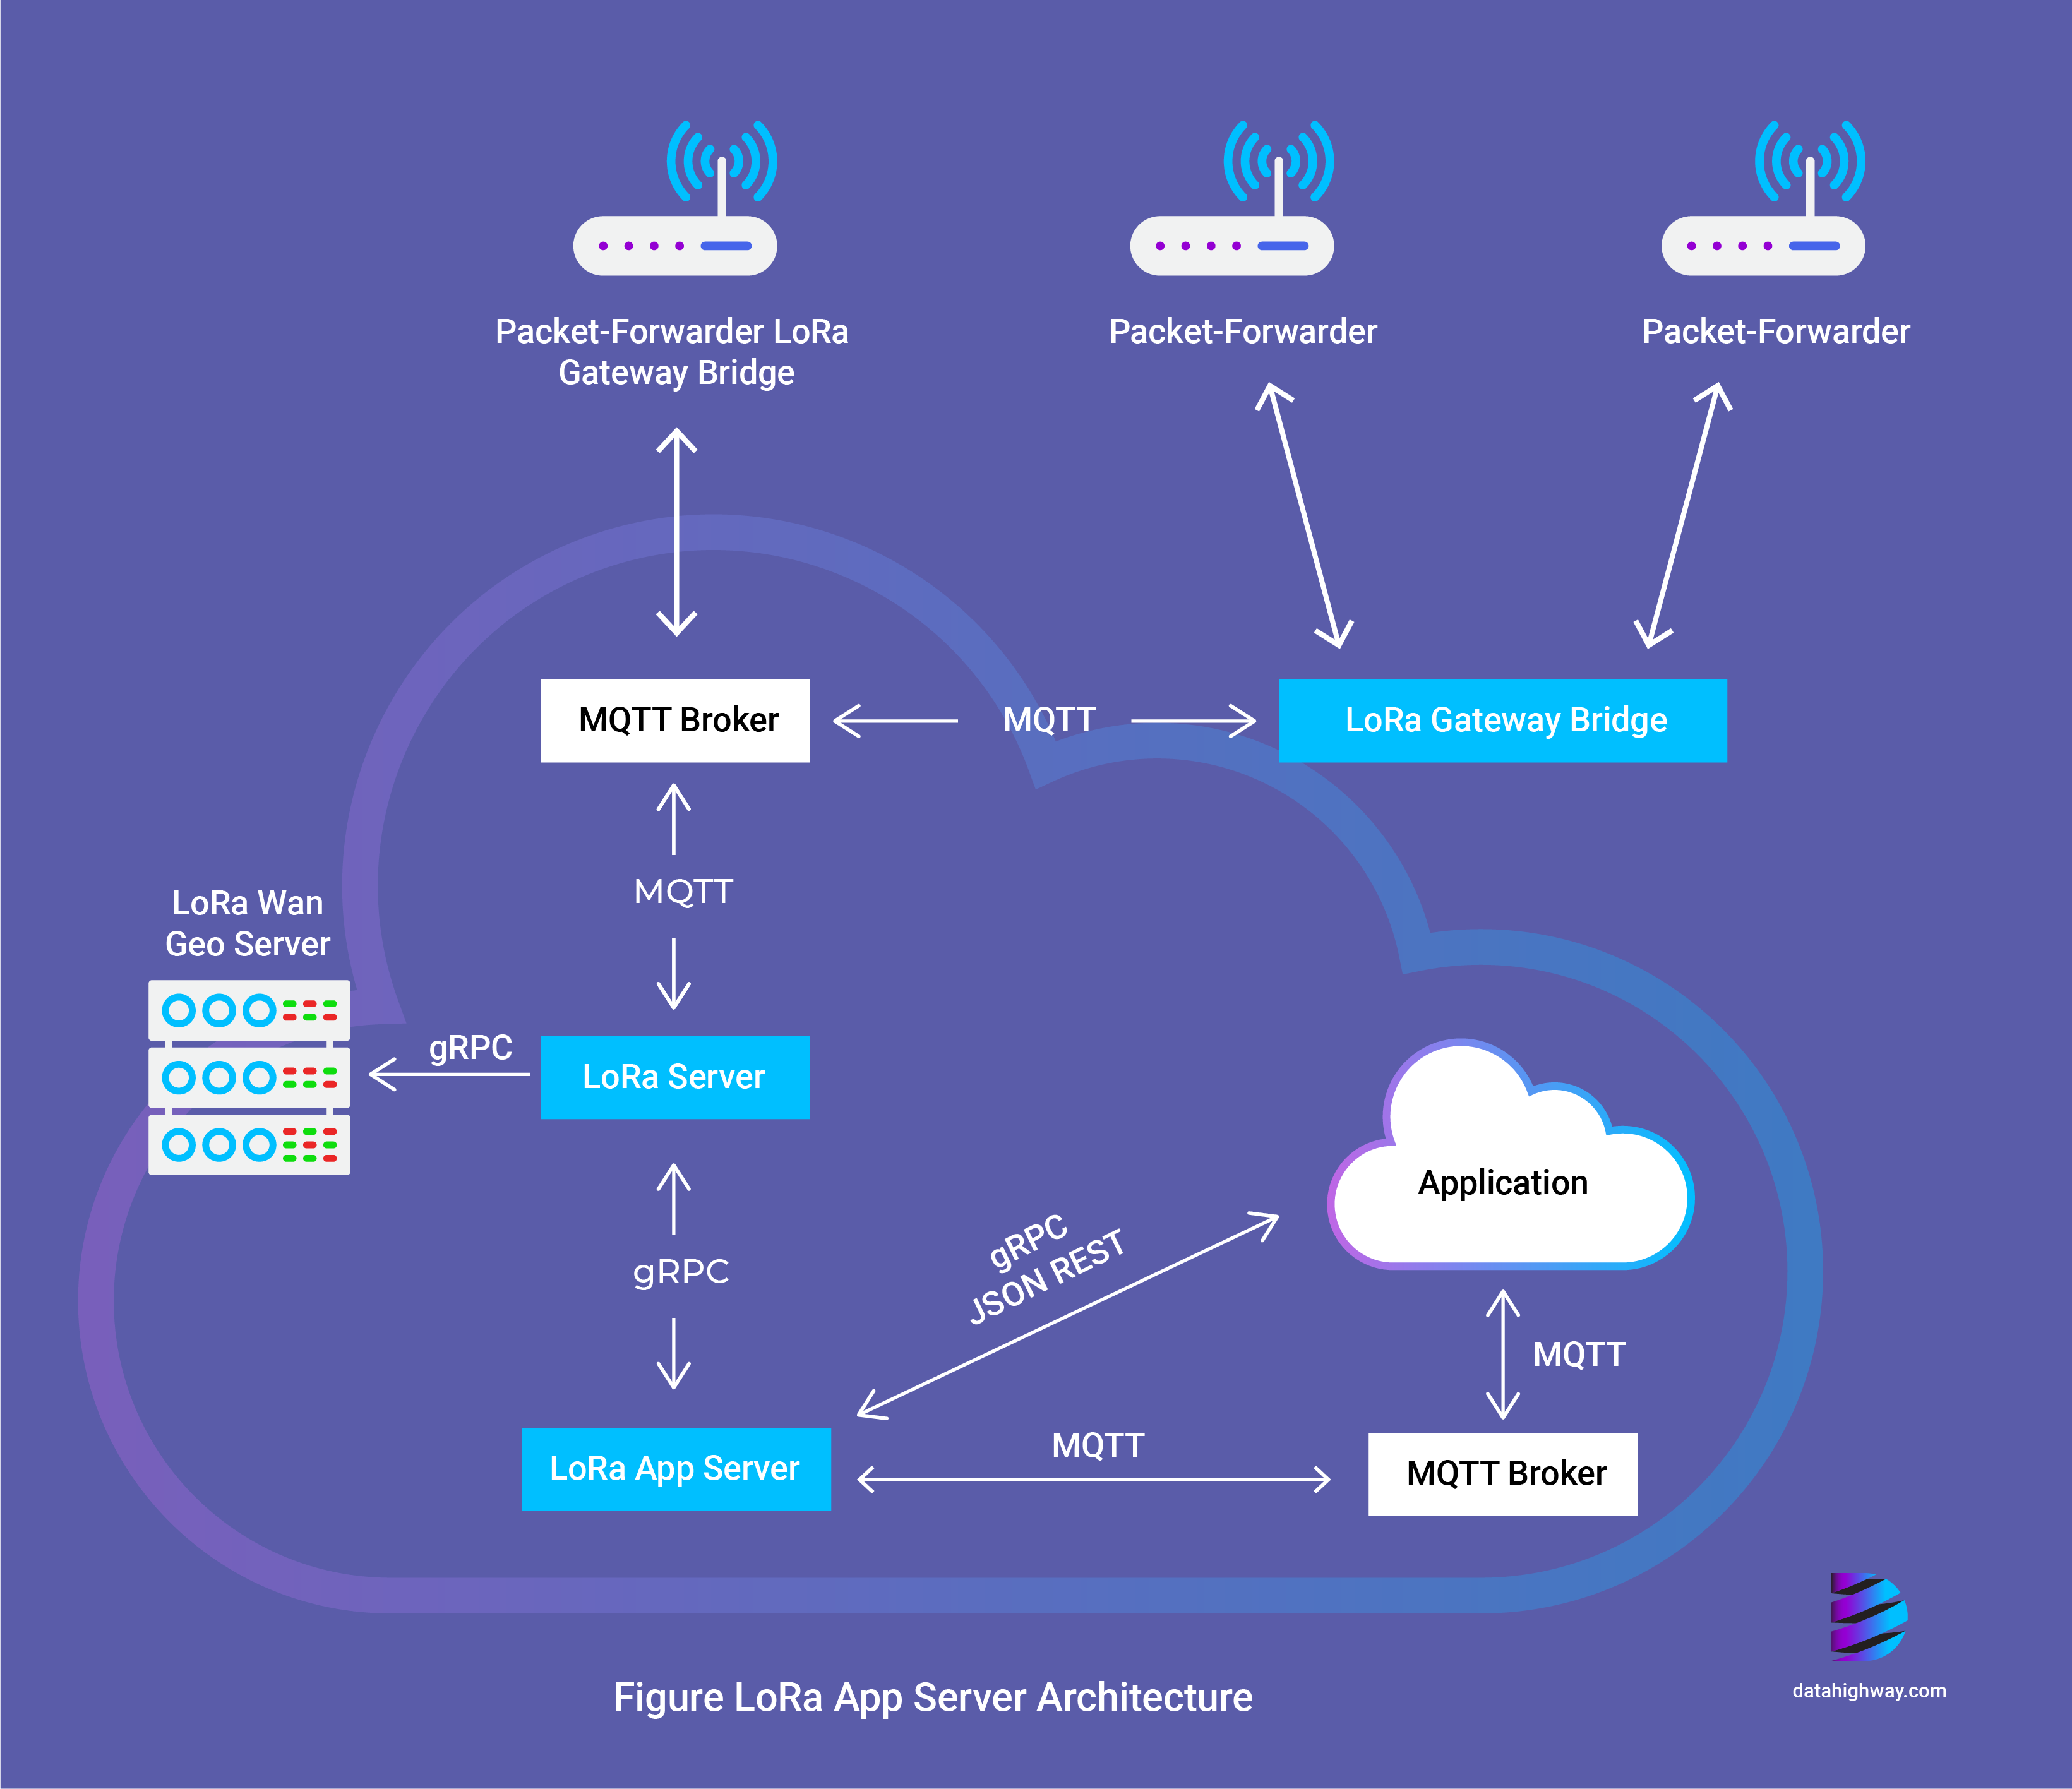 Packet-Forwarder LoRa
Gateway Bridge
Packet-Forwarder
Packet-Forwarder
MQTT Broker
MQTT
LoRa Gateway Bridge
MQTT
LoRa Wan
Geo Server
gRPC
LoRa Server
Application
gRPC
JSON REST
gRPC
MQTT
LoRa App Server
MQTT
MQTT Broker
Figure LoRa App Server Architecture
datahighway.com